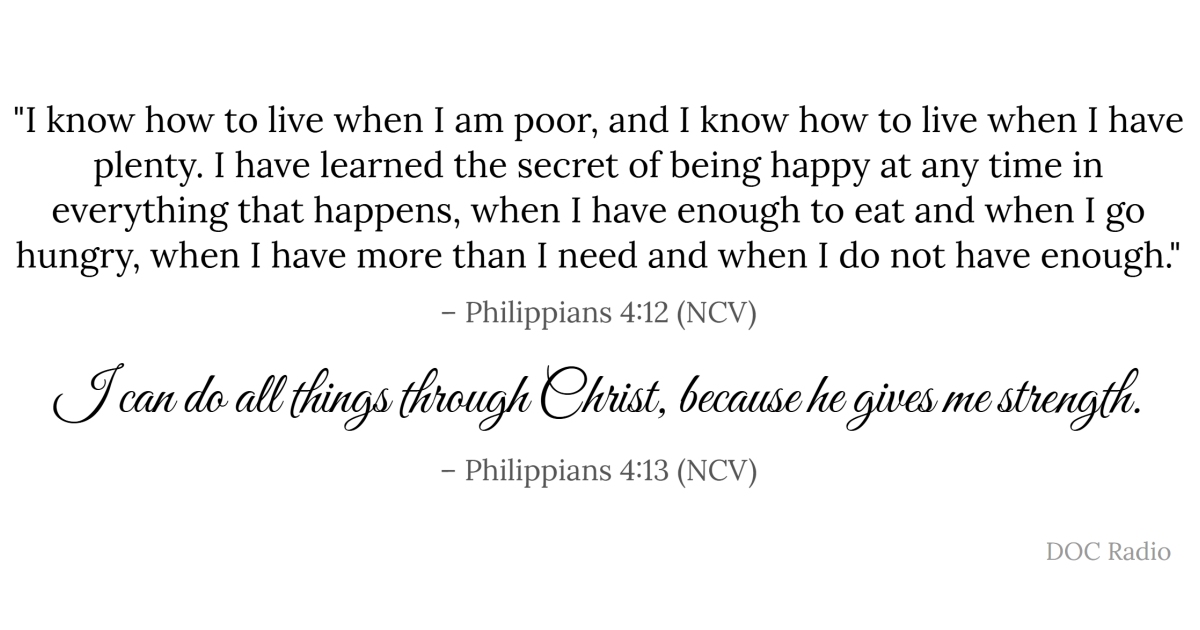 "I know how to live when I am poor, and I know how to live when I have
plenty. I have learned the secret of being happy at any time in
everything that happens, when I have enough to eat and when I go
hungry, when I have more than I need and when I do not have enough."
– Philippians 4:12 (NCV)
I can do all things through Christ, because he gives me strength.
– Philippians 4:13 (NCV)
DOC Radio